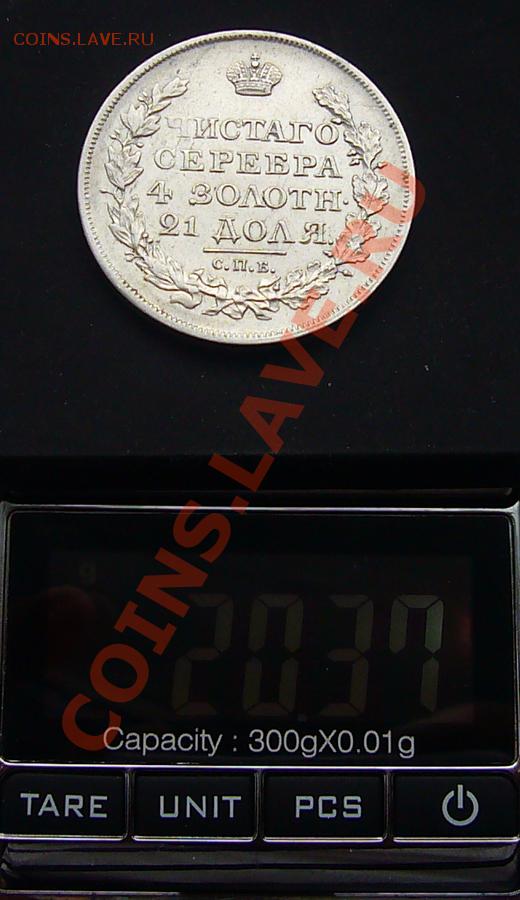 COINS.LAVE.RU
ЧИСТАГО
СЕРЕБРА
4 ЗОЛОТН.
21 ДОЛЯ.
С.П.Б.
COINS.LAVE.RU
g
20.37
Capacity : 300gX0.01g
TARE UNIT PCS